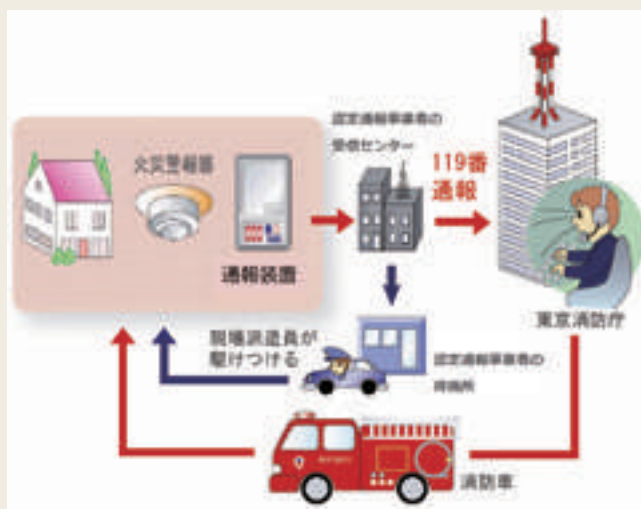 認定通報事業者の
受信センター
火災警報器
119番
通報
通報装置
東京消防庁
現場派遣員が
駆けつける
認定通報事業者の
待機所
消防車